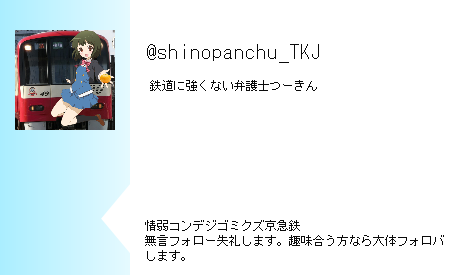 @shinopanchu_TKJ
鉄道に強くない弁護士つーきん
情弱コンデジゴミクズ京急鉄
無言フォロー失礼します。趣味合う方なら大体フォロバ
します。